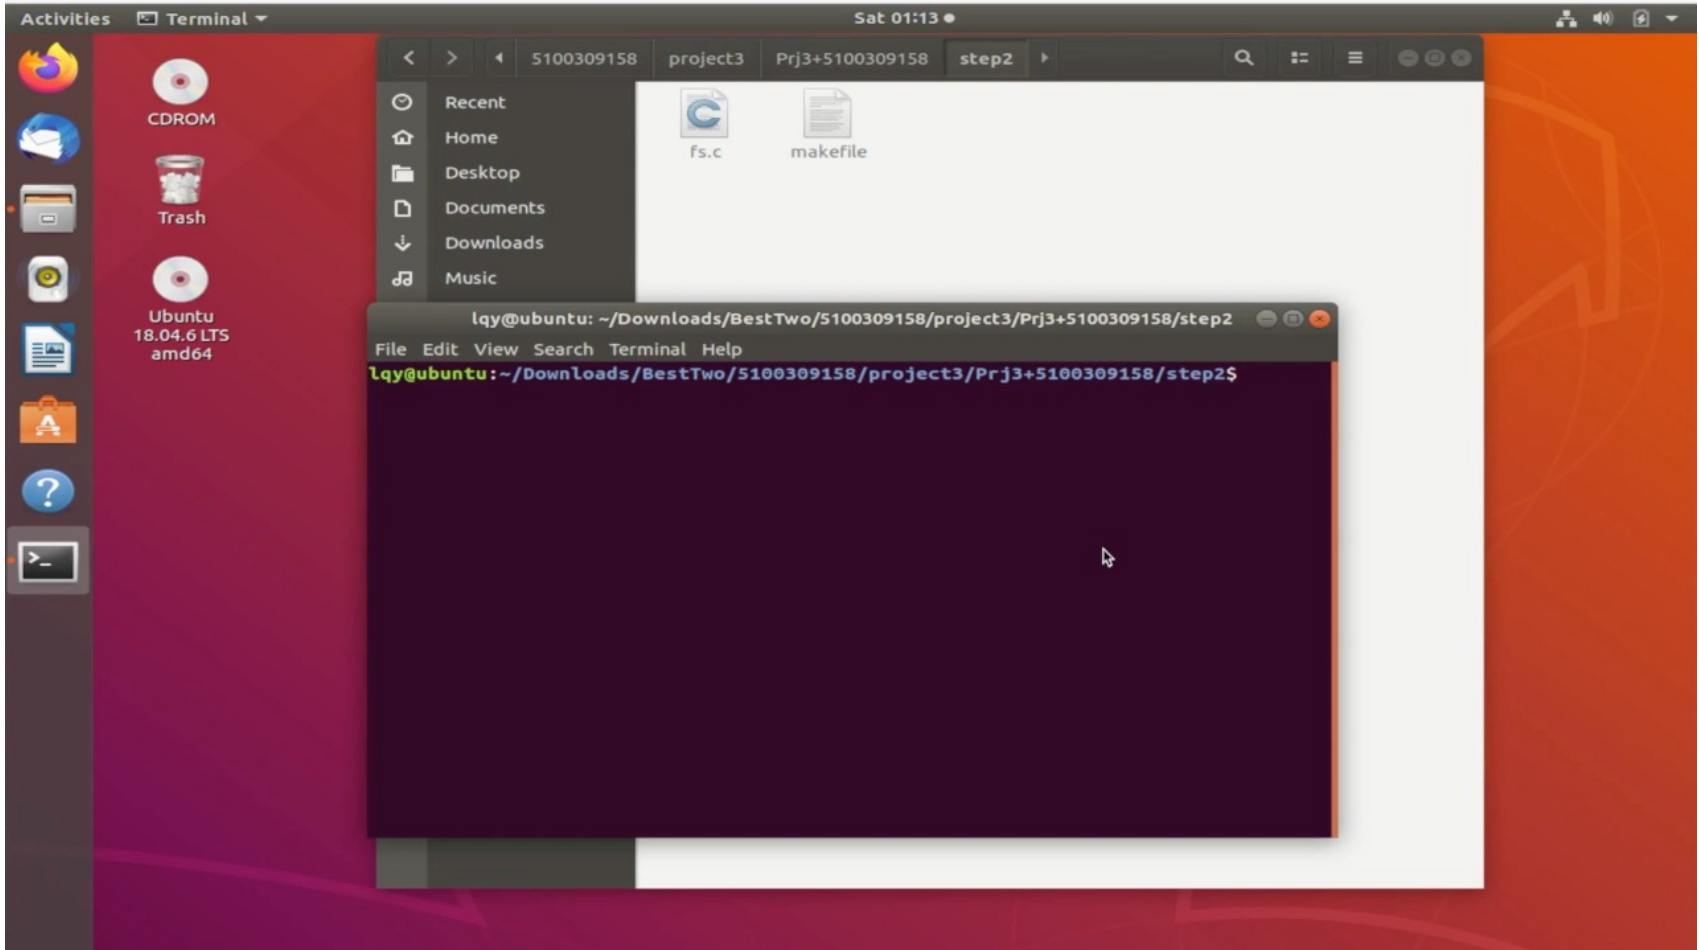 Activities Terminal Sat 01:13
CDROM
Trash
Ubuntu
18.04.6 LTS
amd64
5100309158 project3 Prj3+5100309158 step2
Recent
Home
Desktop
Documents
Downloads
Music
fs.c makefile
lqy@ubuntu: ~/Downloads/BestTwo/5100309158/project3/Prj3+5100309158/step2
File Edit View Search Terminal Help
lqy@ubuntu:~/Downloads/BestTwo/5100309158/project3/Prj3+5100309158/step2$